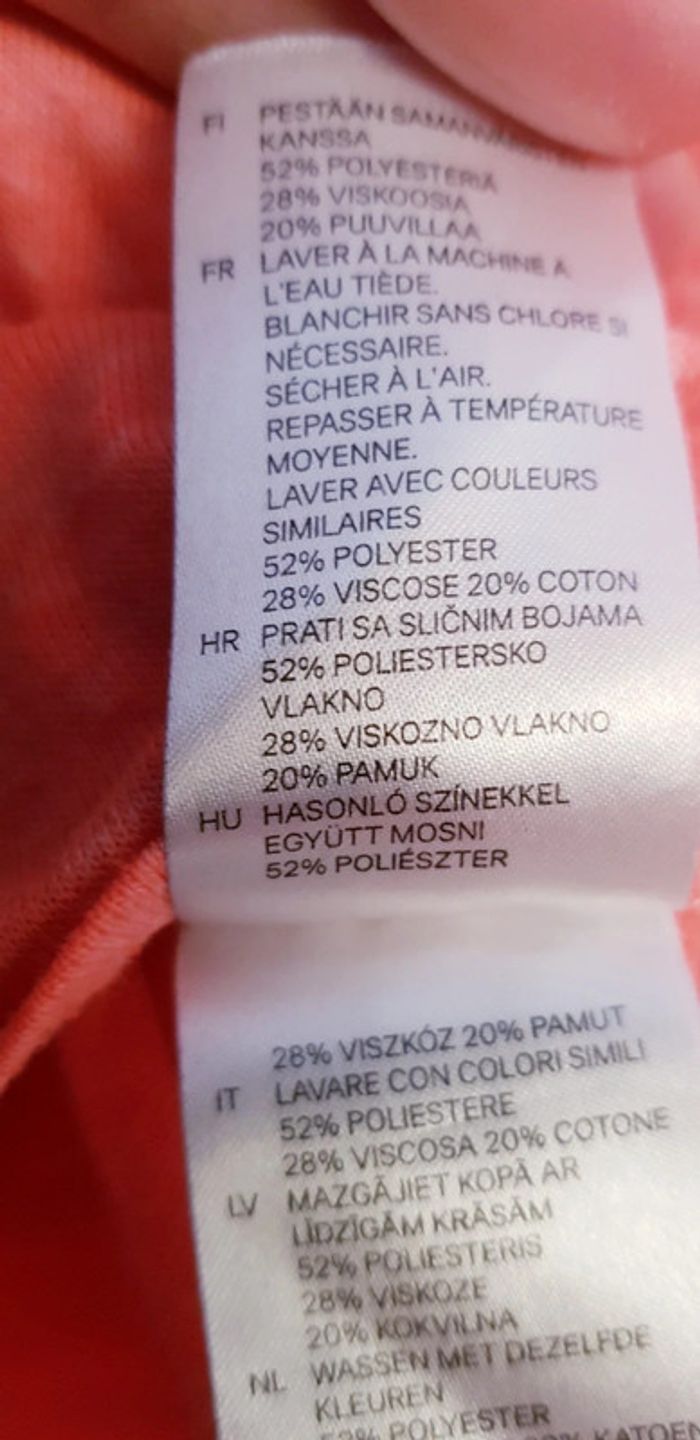 FI PESTÄÄN
KANSSA
52% POLYESTERIÄ
28% VISKOOSIA
20% PUUVILLAA
FR LAVER À LA MACHINE À
L'EAU TIÈDE.
BLANCHIR SANS CHLORE SI
NÉCESSAIRE.
SÉCHER À L'AIR.
REPASSER À TEMPÉRATURE
MOYENNE.
LAVER AVEC COULEURS
SIMILAIRES
52% POLYESTER
28% VISCOSE 20% COTON
HR PRATI SA SLIČNIM BOJAMA
52% POLIESTERSKO
VLAKNO
28% VISKOZNO VLAKNO
20% PAMUK
HU HASONLÓ SZÍNEKKEL
EGYÜTT MOSNI
52% POLIÉSZTER
28% VISZKÓZ 20% PAMUT
IT LAVARE CON COLORI SIMILI
52% POLIESTERE
28% VISCOSA 20% COTONE
LV MAZGĀJIET KOPĀ AR
LĪDZĪGĀM KRĀSĀM
52% POLIESTERIS
28% VISKOZE
20% KOKVILNA
NL WASSEN MET DEZELFDE
KLEUREN
52% POLYESTER
KATOEN